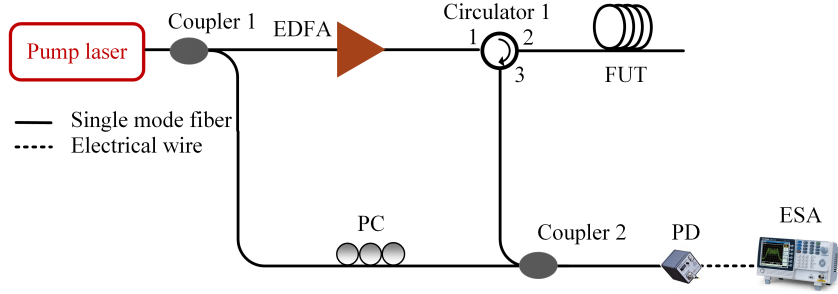 Circulator 1
Coupler 1
EDFA
1
2
Pump laser
3
FUT
Single mode fiber
Electrical wire
PC
Coupler 2
PD
ESA